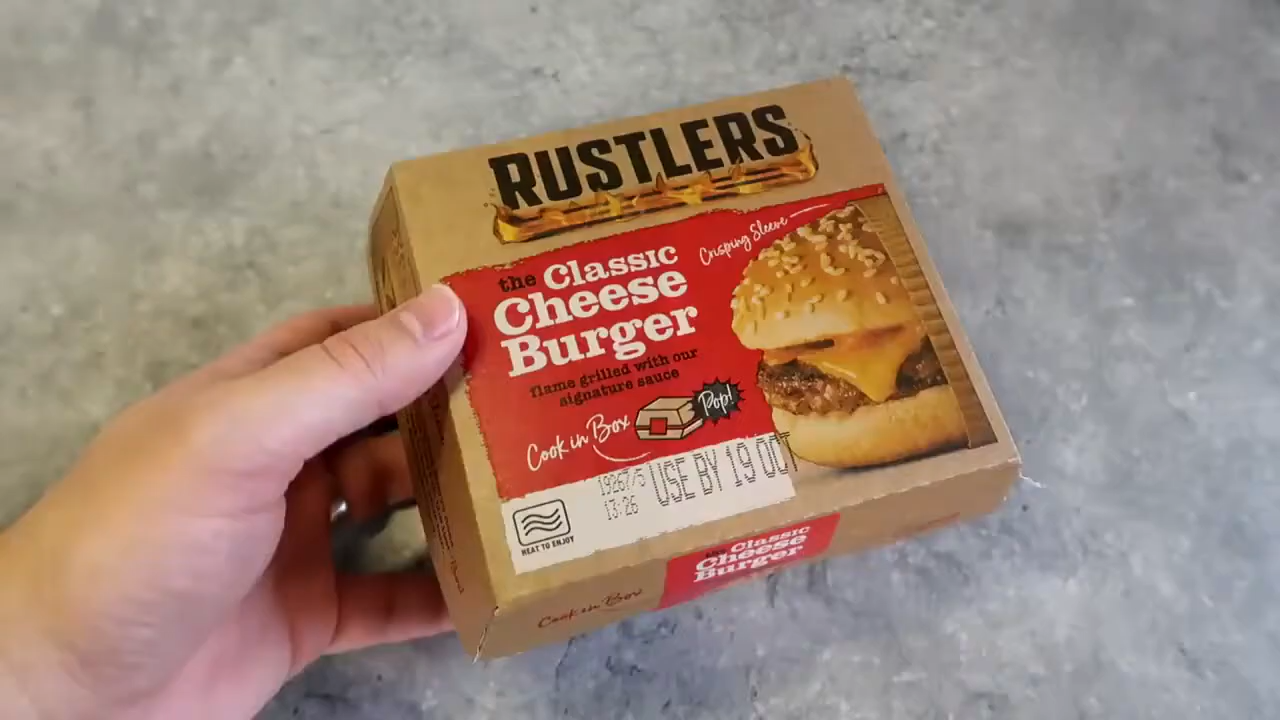 RUSTLERS
Crisping Sleeve
the Classic
Cheese
Burger
flame grilled with our
signature sauce
Cook in Box
Pop!
19267/5 USE BY 19 OCT
13:26
HEAT TO ENJOY
the Classic
Cheese
Burger
Cook in Box